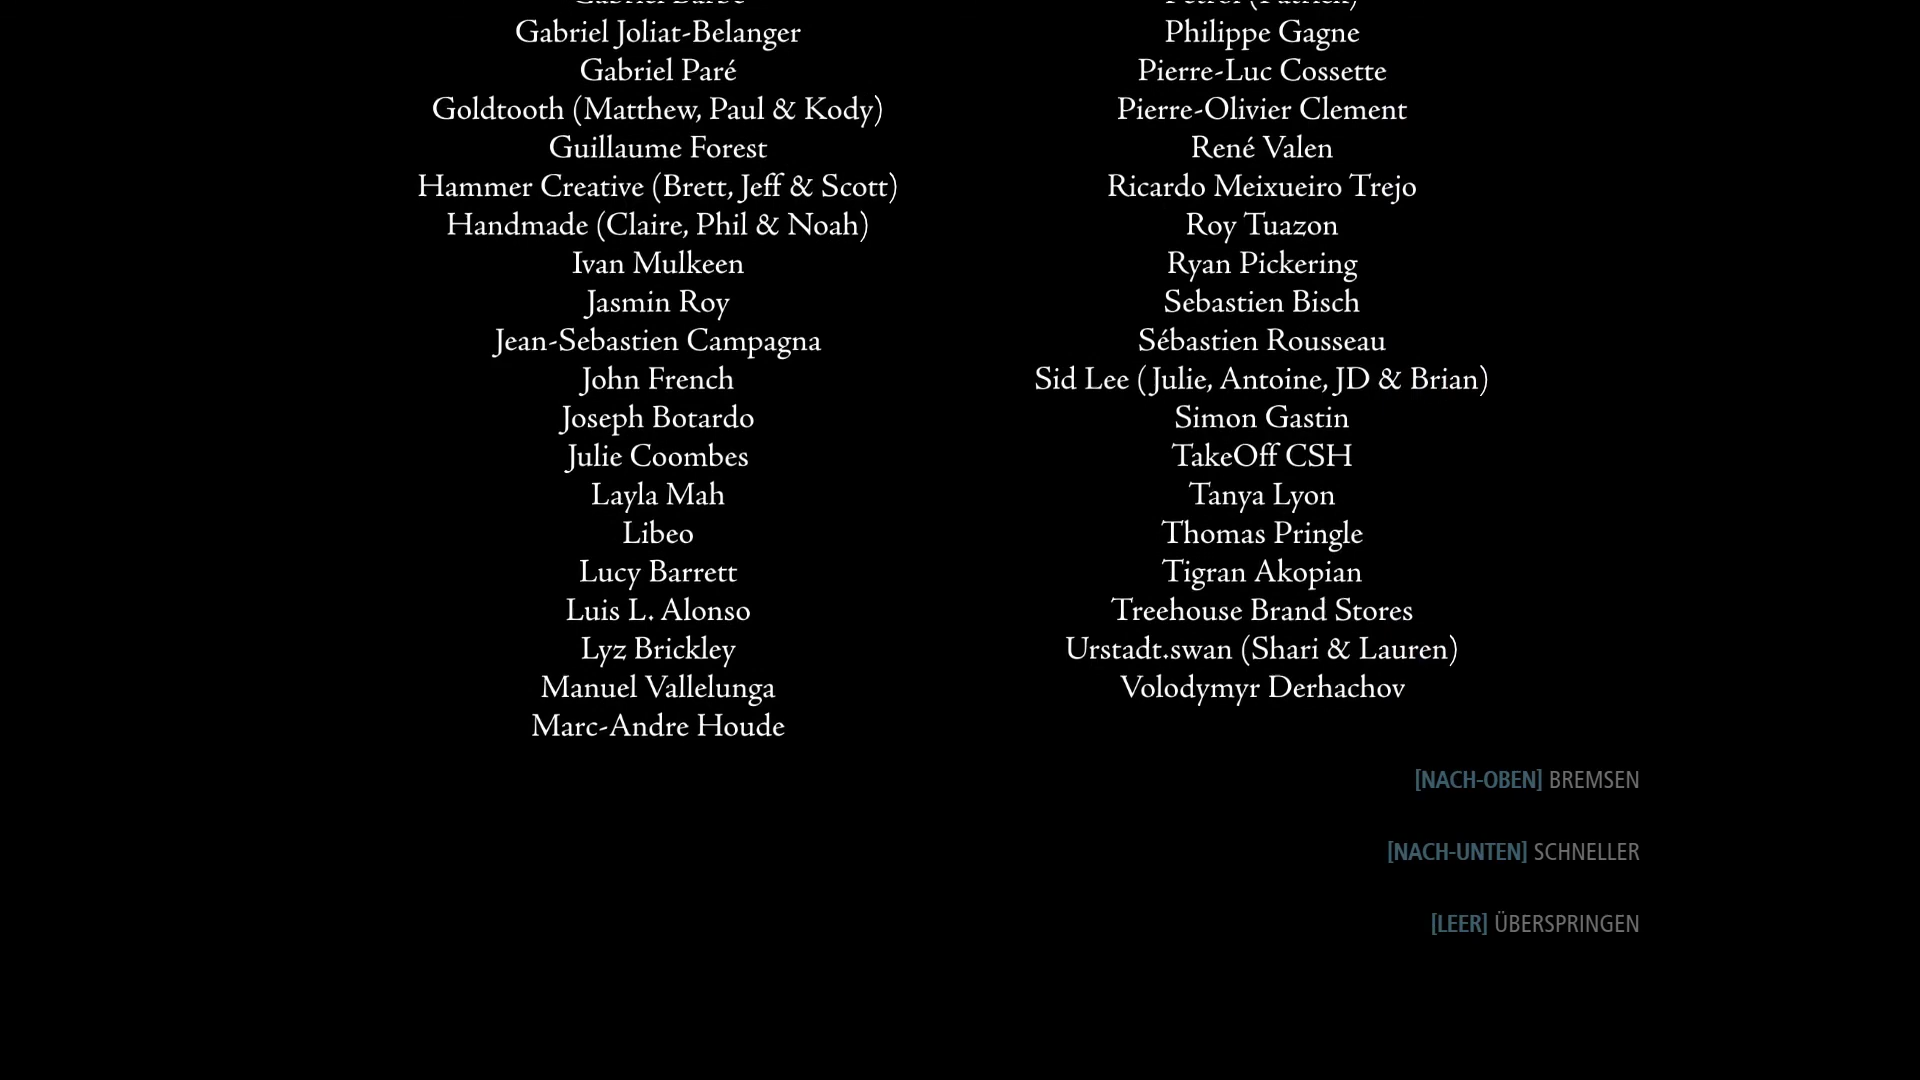 Gabriel Joliat-Belanger
Gabriel Paré
Goldtooth (Matthew, Paul & Kody)
Guillaume Forest
Hammer Creative (Brett, Jeff & Scott)
Handmade (Claire, Phil & Noah)
Ivan Mulkeen
Jasmin Roy
Jean-Sebastien Campagna
John French
Joseph Botardo
Julie Coombes
Layla Mah
Libeo
Lucy Barrett
Luis L. Alonso
Lyz Brickley
Manuel Vallelunga
Marc-Andre Houde
Philippe Gagne
Pierre-Luc Cossette
Pierre-Olivier Clement
René Valen
Ricardo Meixueiro Trejo
Roy Tuazon
Ryan Pickering
Sebastien Bisch
Sébastien Rousseau
Sid Lee (Julie, Antoine, JD & Brian)
Simon Gastin
TakeOff CSH
Tanya Lyon
Thomas Pringle
Tigran Akopian
Treehouse Brand Stores
Urstadt.swan (Shari & Lauren)
Volodymyr Derhachov
[NACH-OBEN] BREMSEN
[NACH-UNTEN] SCHNELLER
[LEER] ÜBERSPRINGEN